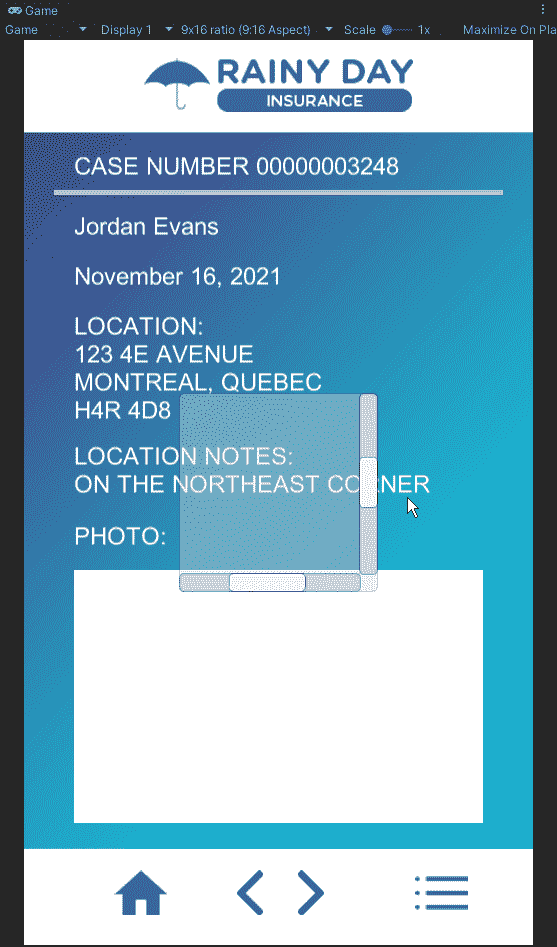 Game
Game Display 1 9x16 ratio (9:16 Aspect) Scale 1x Maximize On Pla
RAINY DAY
INSURANCE
CASE NUMBER 00000003248
Jordan Evans
November 16, 2021
LOCATION:
123 4E AVENUE
MONTREAL, QUEBEC
H4R 4D8
LOCATION NOTES:
ON THE NORTHEAST CORNER
PHOTO: